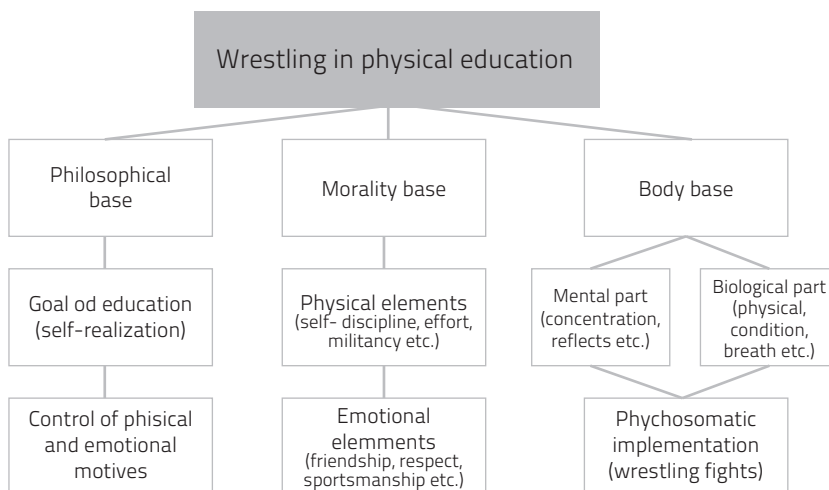 Wrestling in physical education
Philosophical
base
Morality base
Body base
Goal od education
(self-realization)
Physical elements
(self- discipline, effort,
militancy etc.)
Mental part
(concentration,
reflects etc.)
Biological part
(physical,
condition,
breath etc.)
Control of phisical
and emotional
motives
Emotional
elemments
(friendship, respect,
sportsmanship etc.)
Phychosomatic
implementation
(wrestling fights)